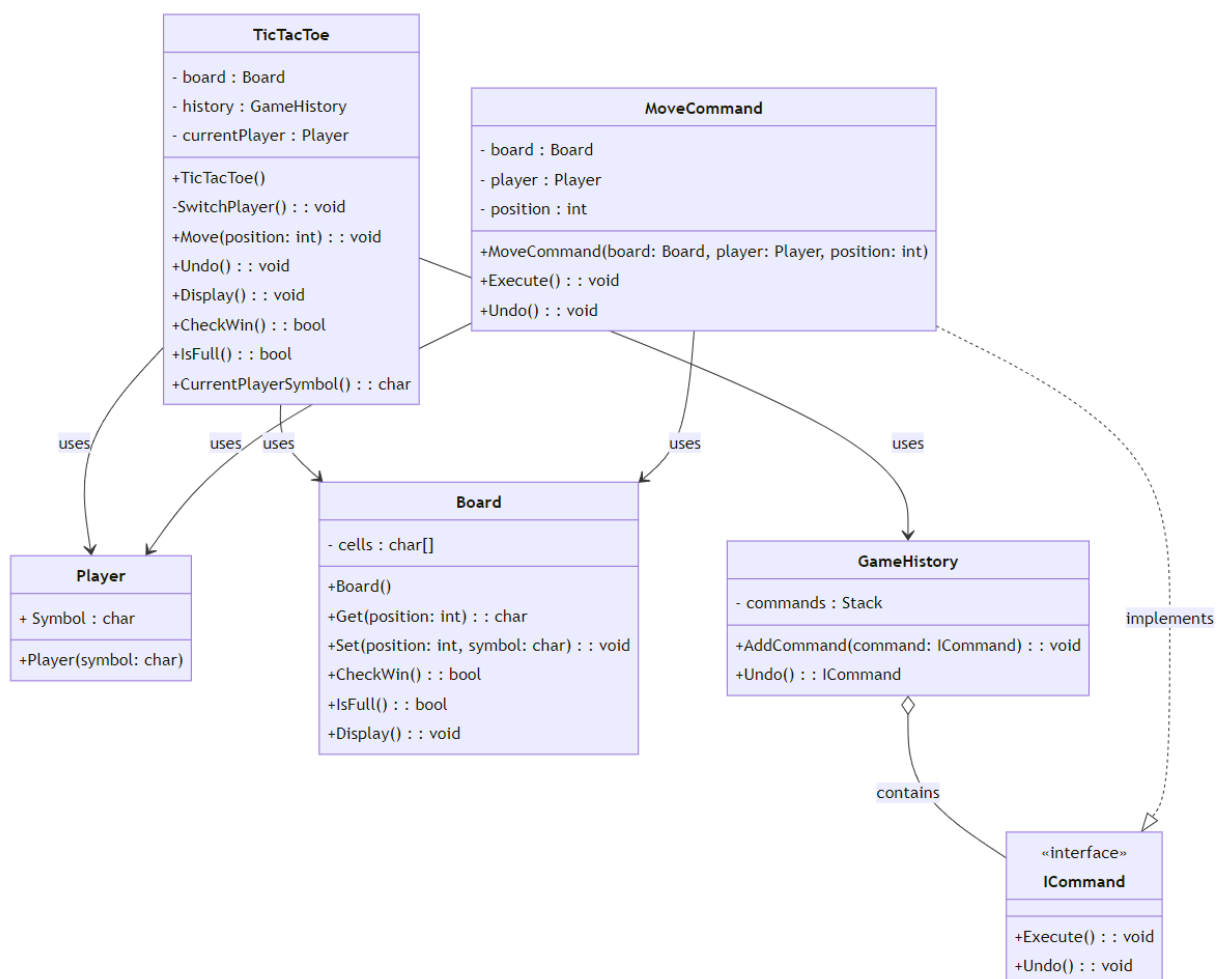 TicTacToe
- board : Board
- history : GameHistory
- currentPlayer : Player
+TicTacToe()
-SwitchPlayer() : : void
+Move(position: int) : : void
+Undo() : : void
+Display() : : void
+CheckWin() : : bool
+IsFull() : : bool
+CurrentPlayerSymbol() : : char
MoveCommand
- board : Board
- player : Player
- position : int
+MoveCommand(board: Board, player: Player, position: int)
+Execute() : : void
+Undo() : : void
uses
uses
uses
uses
uses
Board
- cells : char[]
+Board()
+Get(position: int) : : char
+Set(position: int, symbol: char) : : void
+CheckWin() : : bool
+IsFull() : : bool
+Display() : : void
Player
+ Symbol : char
+Player(symbol: char)
GameHistory
- commands : Stack
+AddCommand(command: ICommand) : : void
+Undo() : : ICommand
implements
contains
«interface»
ICommand
+Execute() : : void
+Undo() : : void